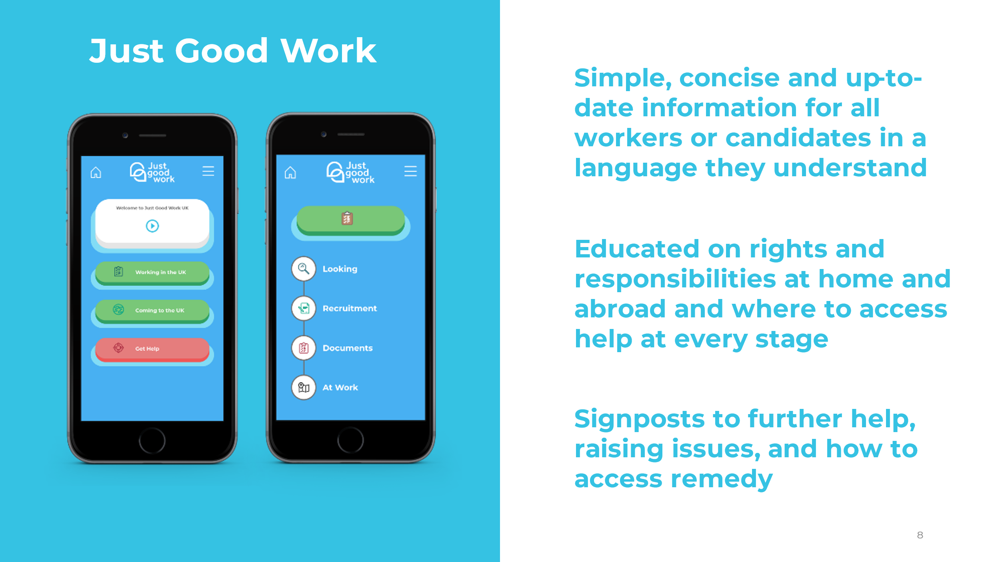 Just Good Work
Just
good
work
Welcome to Just Good Work UK
Working in the UK
Coming to the UK
Get Help
Just
good
work
Looking
Recruitment
Documents
At Work
Simple, concise and up-to-
date information for all
workers or candidates in a
language they understand
Educated on rights and
responsibilities at home and
abroad and where to access
help at every stage
Signposts to further help,
raising issues, and how to
access remedy
8